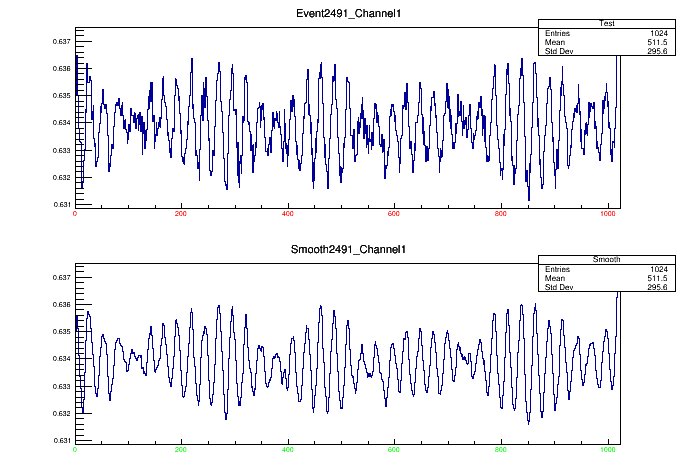 Event2491_Channel1
Test
Entries 1024
Mean 511.5
Std Dev 295.6
0.637
0.636
0.635
0.634
0.633
0.632
0.631
0 200 400 600 800 1000
Smooth2491_Channel1
Smooth
Entries 1024
Mean 511.5
Std Dev 295.6
0.637
0.636
0.635
0.634
0.633
0.632
0.631
0 200 400 600 800 1000